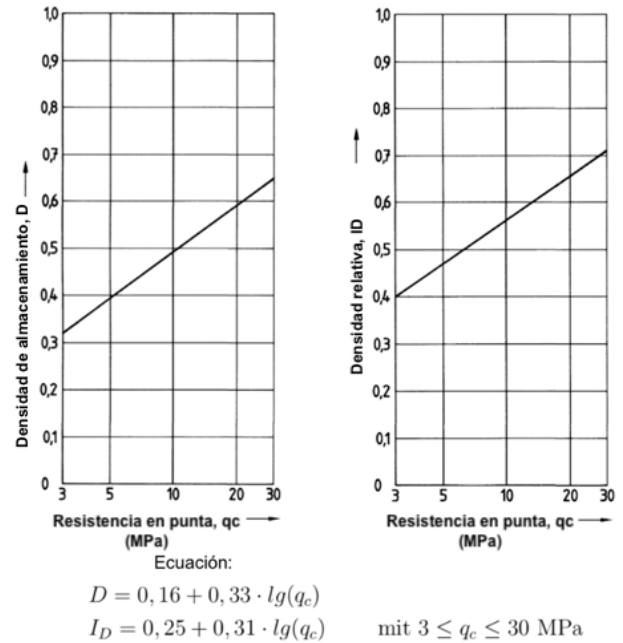 1,0
0,9
0,8
0,7
0,6
0,5
0,4
0,3
0,2
0,1
0
Densidad de almacenamiento, D
3 5 10 20 30
Resistencia en punta, qc
(MPa)
1,0
0,9
0,8
0,7
0,6
0,5
0,4
0,3
0,2
0,1
0
Densidad relativa, ID
3 5 10 20 30
Resistencia en punta, qc
(MPa)
Ecuación:
D = 0, 16 + 0, 33 · lg(q_c)
I_D = 0, 25 + 0, 31 · lg(q_c) mit 3 ≤ q_c ≤ 30 MPa